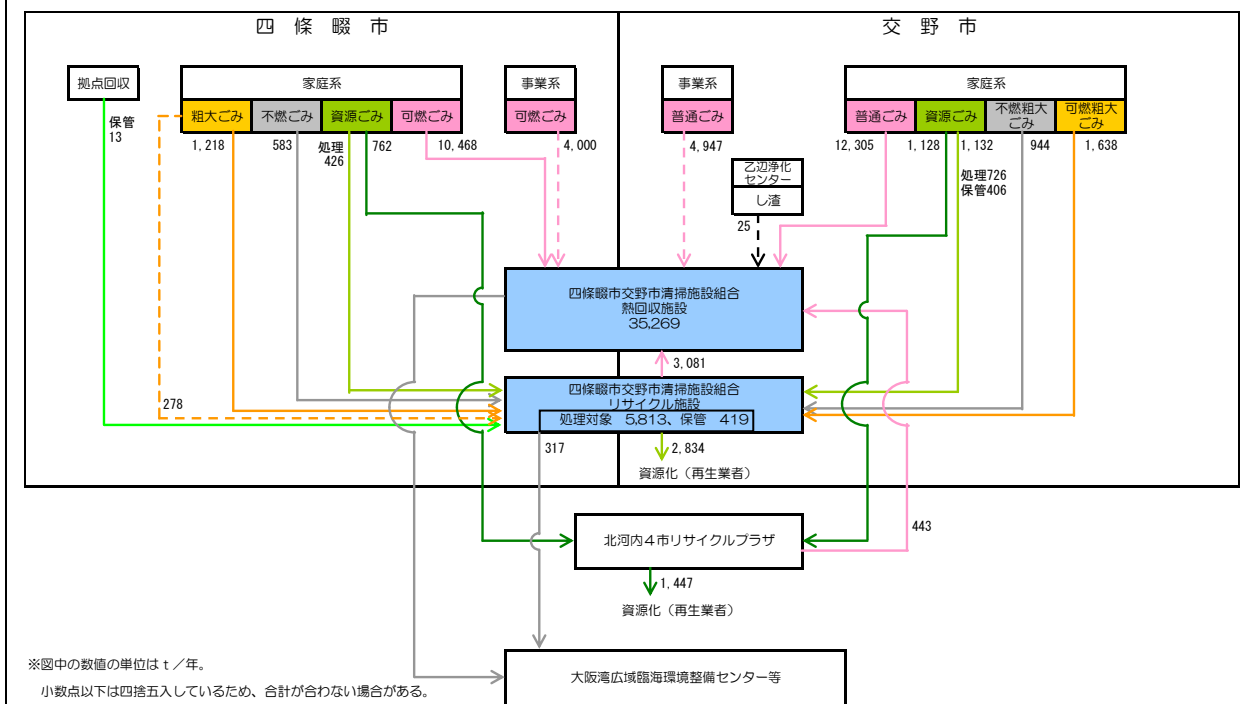 四 條 畷 市
交 野 市
拠点回収
家庭系
事業系
事業系
家庭系
粗大ごみ
不燃ごみ
資源ごみ
可燃ごみ
可燃ごみ
普通ごみ
普通ごみ
資源ごみ
不燃粗大
ごみ
可燃粗大
ごみ
保管
13
1,218
583
処理
426
762
10,468
4,000
4,947
12,305
1,128
1,132
944
1,638
処理726
保管406
乙辺浄化
センター
し渣
25
四條畷市交野市清掃施設組合
熱回収施設
35,269
3,081
四條畷市交野市清掃施設組合
リサイクル施設
処理対象 5,813、保管 419
278
317
2,834
資源化（再生業者）
北河内４市リサイクルプラザ
443
1,447
資源化（再生業者）
大阪湾広域臨海環境整備センター等
※図中の数値の単位はｔ／年。
小数点以下は四捨五入しているため、合計が合わない場合がある。